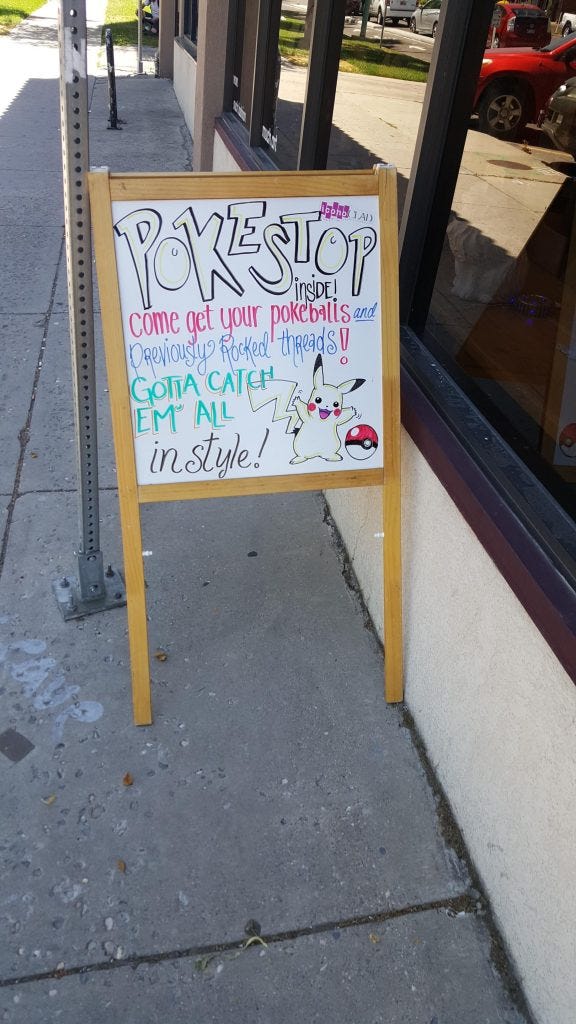 POKESTOP
inside!
come get your pokeballs and
Previously Rocked threads!
GOTTA CATCH
EM' ALL
in style!